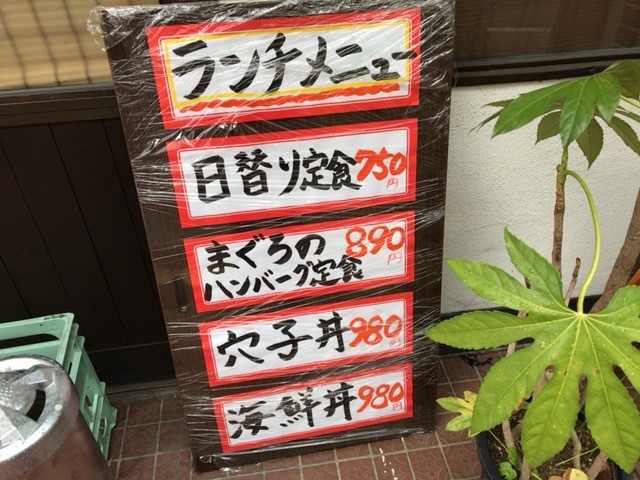 ランチメニュー
日替り定食750円
まぐろの890円
ハンバーグ定食
穴子丼980円
海鮮丼980円